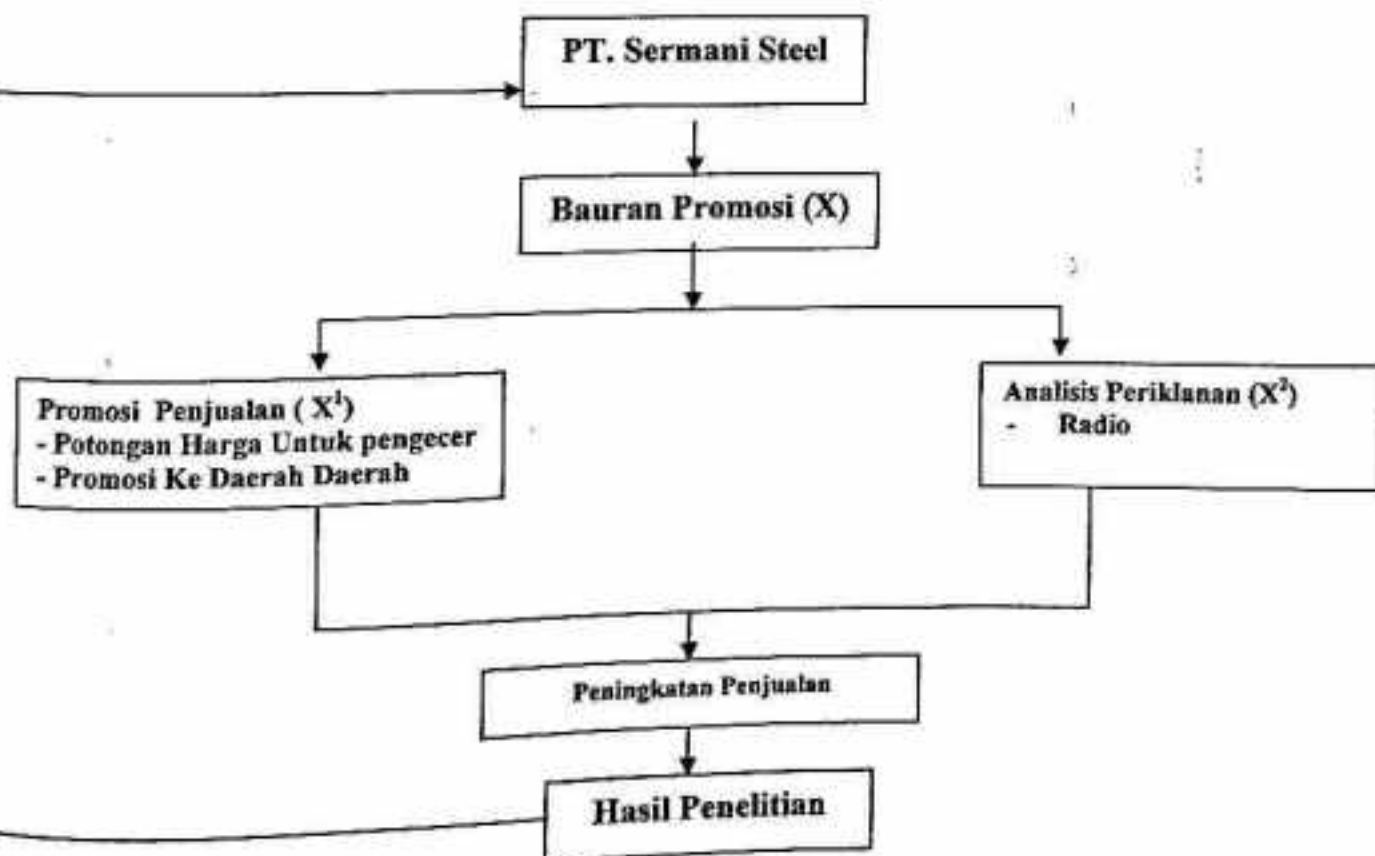 PT. Sermani Steel
Bauran Promosi (X)
Promosi Penjualan ( X¹)
- Potongan Harga Untuk pengecer
- Promosi Ke Daerah Daerah
Analisis Periklanan (X²)
- Radio
Peningkatan Penjualan
Hasil Penelitian